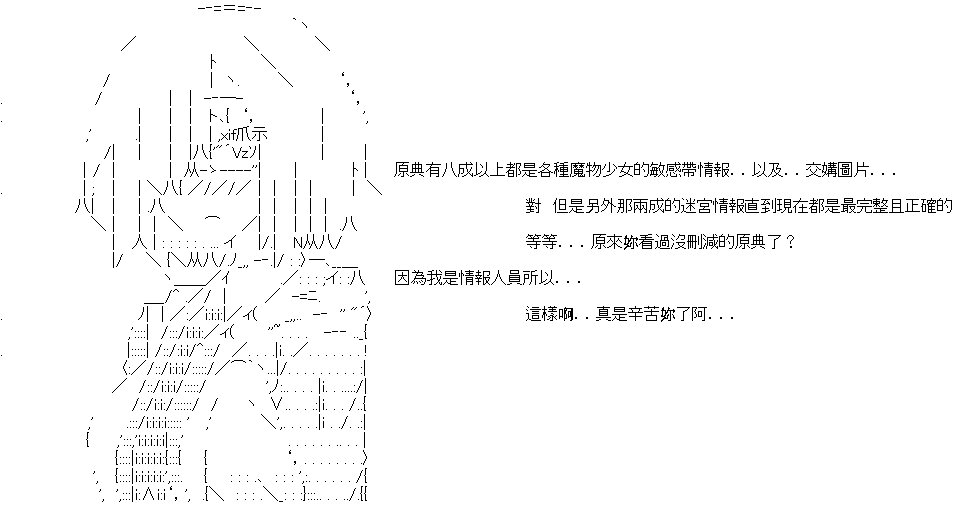 原典有八成以上都是各種魔物少女的敏感帶情報．．以及．．交媾圖片．．．
對　但是另外那兩成的迷宮情報直到現在都是最完整且正確的
等等．．．原來妳看過沒刪減的原典了？
因為我是情報人員所以．．．
這樣啊．．真是辛苦妳了阿．．．